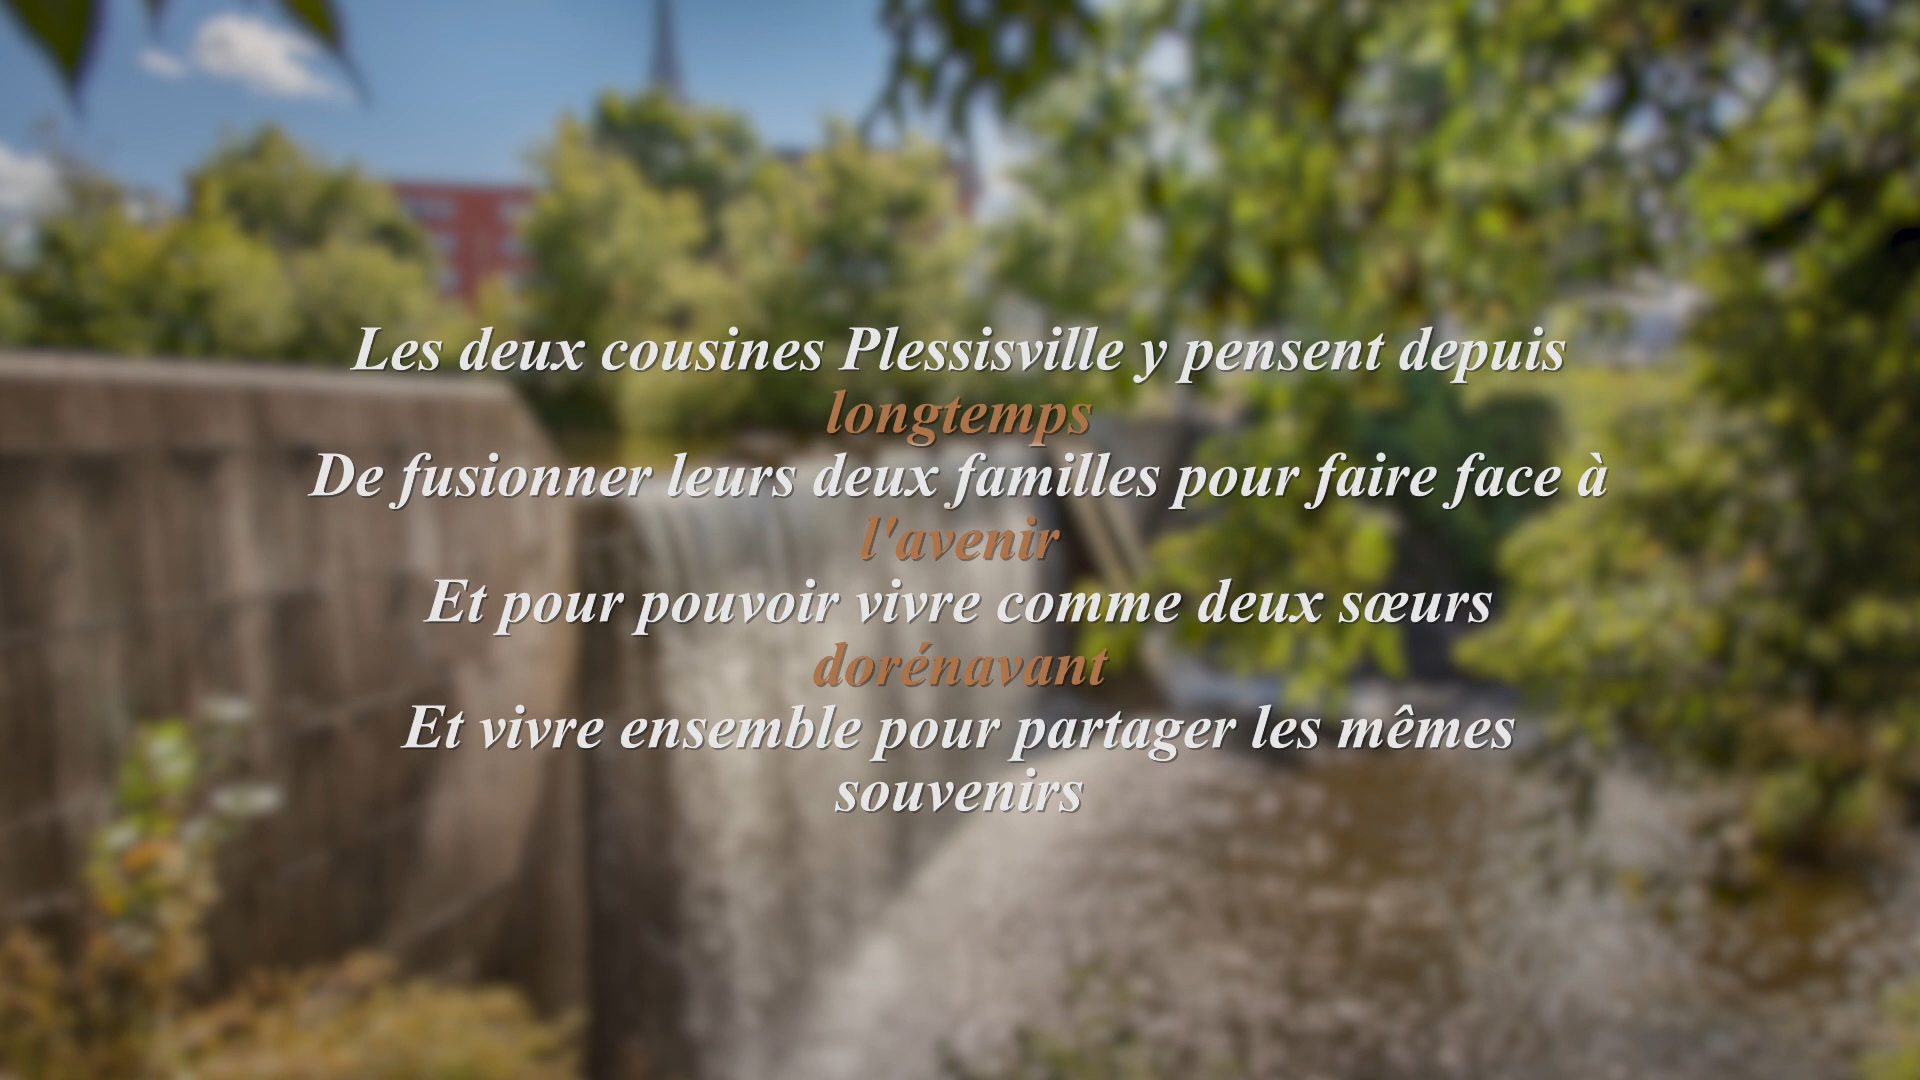 Les deux cousines Plessisville y pensent depuis
longtemps
De fusionner leurs deux familles pour faire face à
l'avenir
Et pour pouvoir vivre comme deux sœurs
dorénavant
Et vivre ensemble pour partager les mêmes
souvenirs